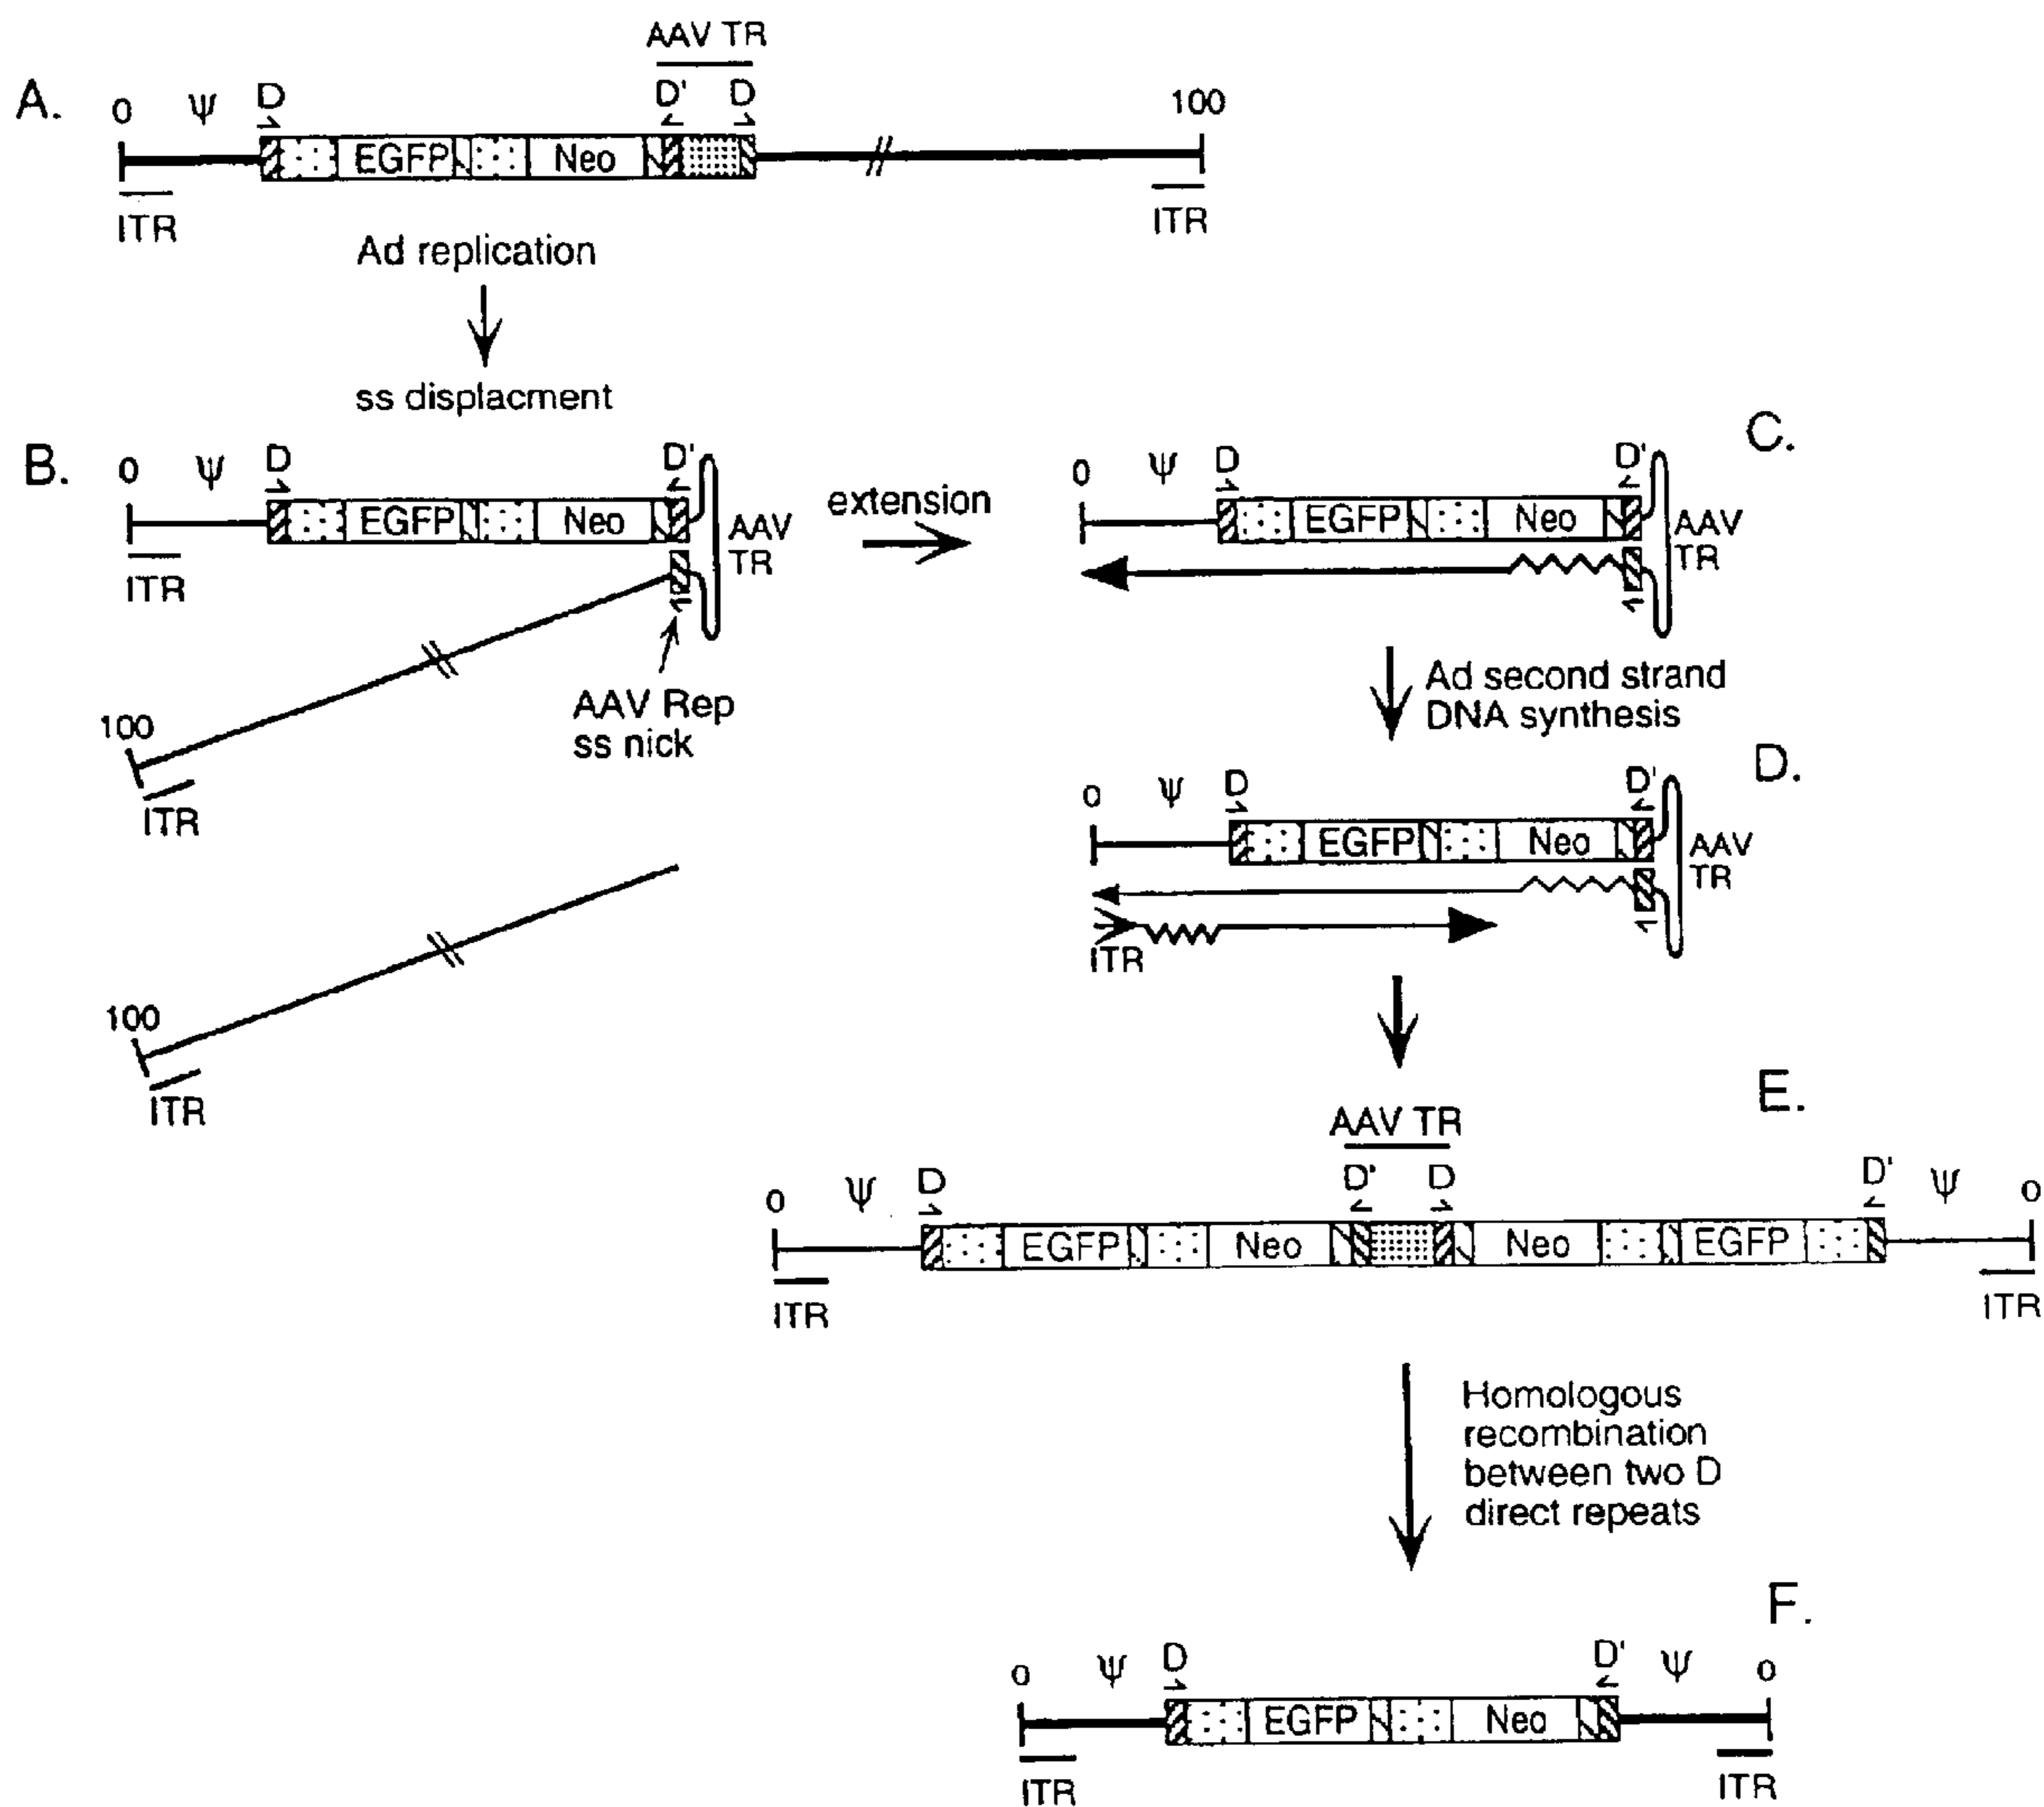 A.
AAV TR
0 ψ D D' D 100
EGFP Neo
ITR ITR
Ad replication
ss displacment
B.
0 ψ D D'
EGFP Neo
AAV
TR
ITR
AAV Rep
ss nick
100
ITR
100
ITR
extension
C.
0 ψ D D'
EGFP Neo
AAV
TR
Ad second strand
DNA synthesis
D.
0 ψ D D'
EGFP Neo
AAV
TR
ITR
E.
AAV TR
0 ψ D D' D D' ψ 0
EGFP Neo Neo EGFP
ITR ITR
Homologous
recombination
between two D
direct repeats
F.
0 ψ D D' ψ 0
EGFP Neo
ITR ITR